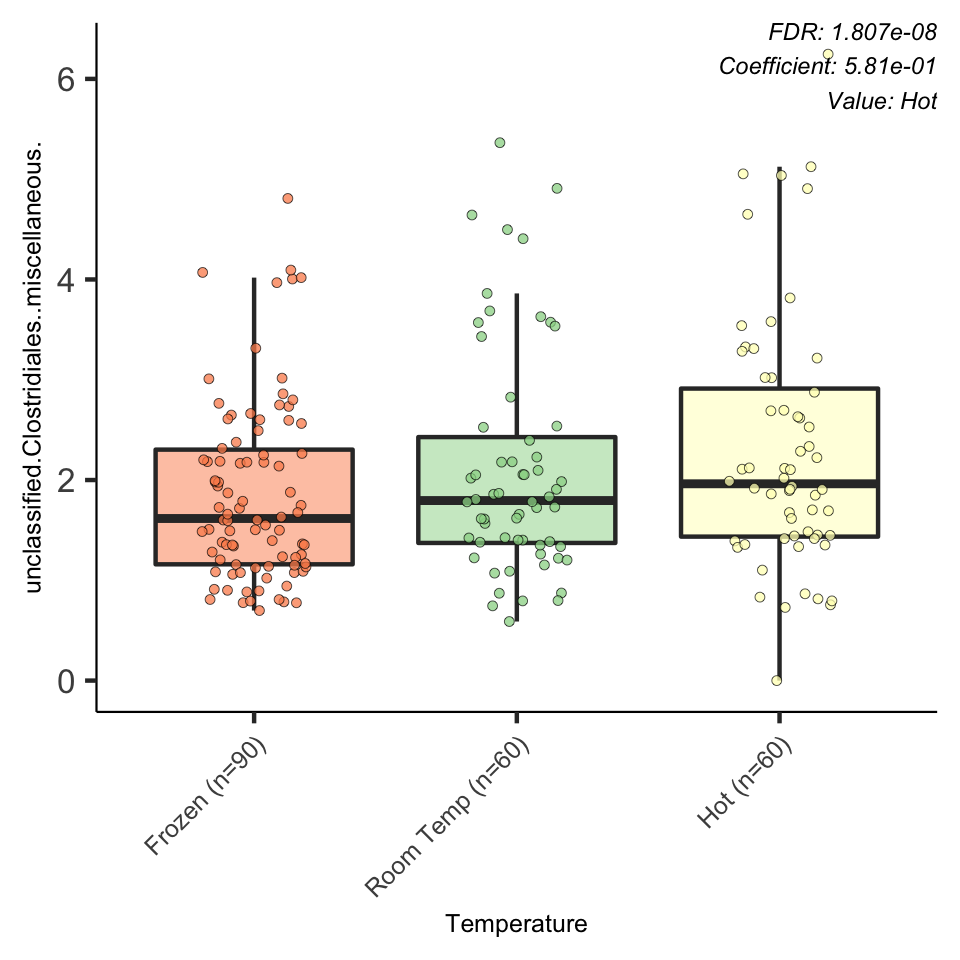 FDR: 1.807e-08
Coefficient: 5.81e-01
Value: Hot
unclassified.Clostridiales..miscellaneous.
6
4
2
0
Frozen (n=90)
Room Temp (n=60)
Hot (n=60)
Temperature